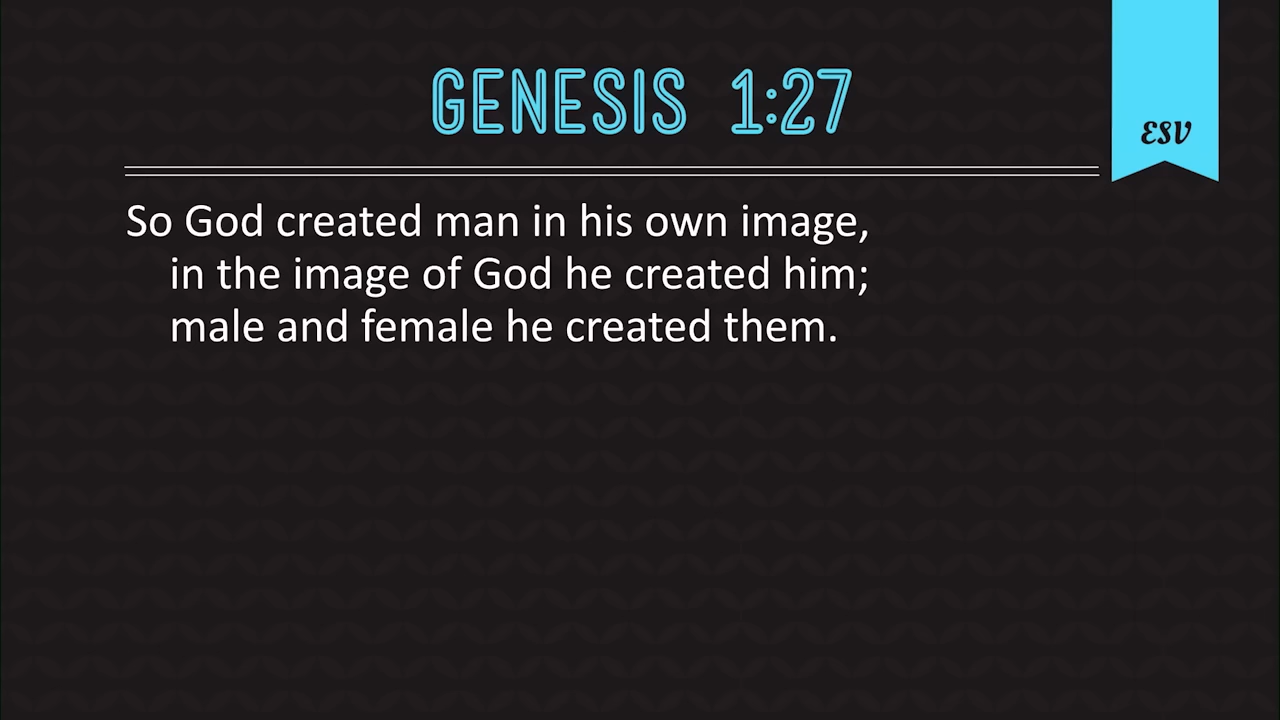 GENESIS 1:27
ESV
So God created man in his own image,
in the image of God he created him;
male and female he created them.